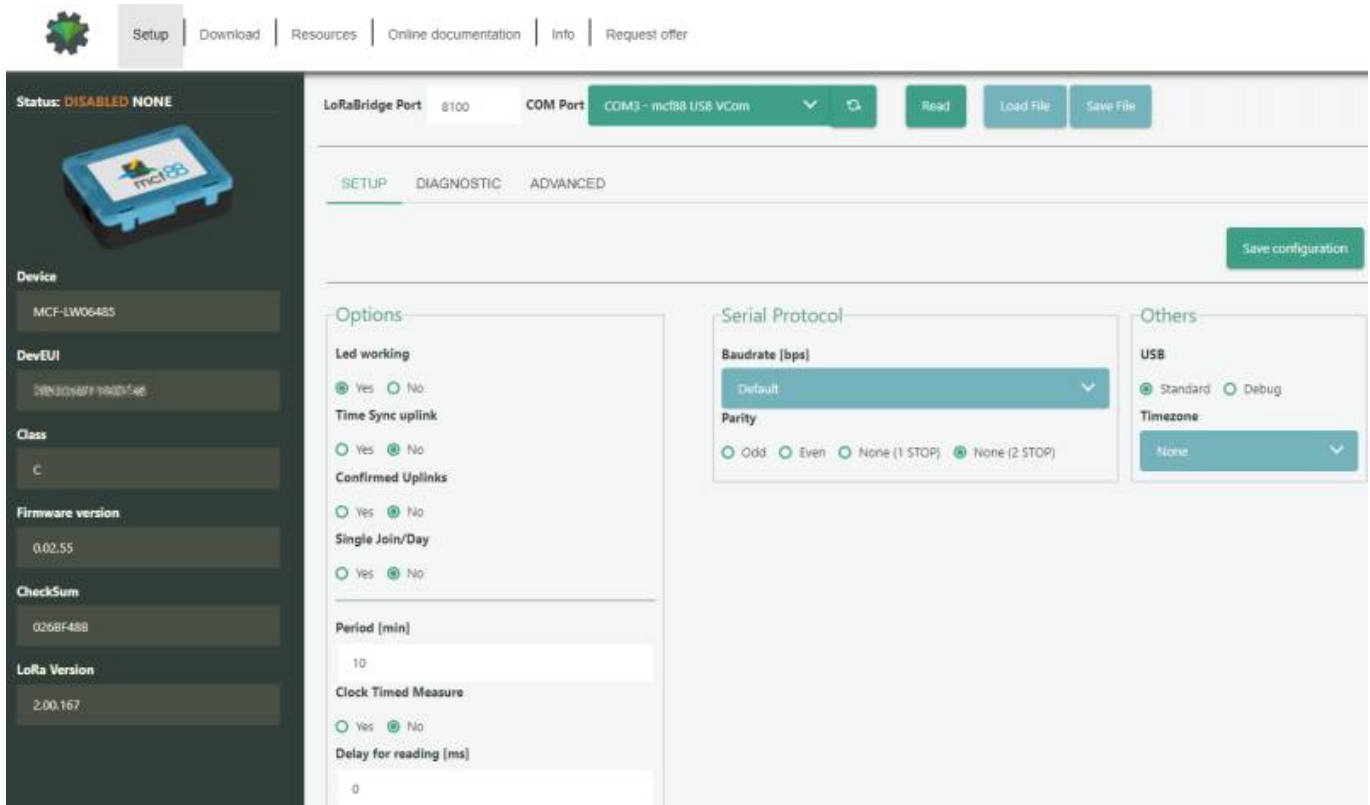 Setup Download Resources Online documentation Info Request offer
Status: DISABLED NONE
mcf88
Device
MCF-LW06485
DevEUI
Class
C
Firmware version
0.02.55
CheckSum
026BF48B
LoRa Version
2.00.167
LoRaBridge Port 8100 COM Port COM3 - mcf88 USB VCom Read Load File Save File
SETUP DIAGNOSTIC ADVANCED
Save configuration
Options
Led working
Yes No
Time Sync uplink
Yes No
Confirmed Uplinks
Yes No
Single Join/Day
Yes No
Period [min]
10
Clock Timed Measure
Yes No
Delay for reading [ms]
0
Serial Protocol
Baudrate [bps]
Default
Parity
Odd Even None (1 STOP) None (2 STOP)
Others
USB
Standard Debug
Timezone
None